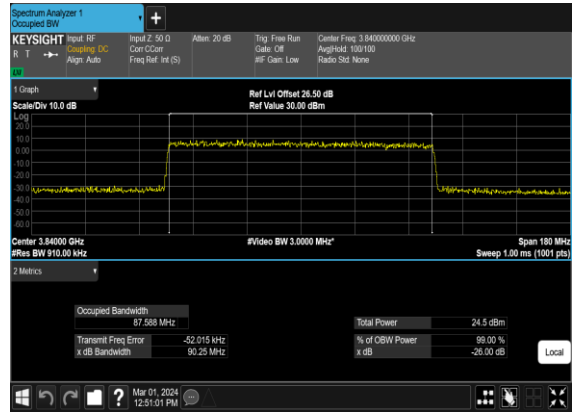 Spectrum Analyzer 1
Occupied BW
+
KEYSIGHT Input: RF Input Z: 50 Ω Atten: 20 dB Trig: Free Run Center Freq: 3.840000000 GHz
R T Coupling: DC Corr CCorr Gate: Off Avg|Hold: 100/100
Align: Auto Freq Ref: Int (S) #IF Gain: Low Radio Std: None
1 Graph
Ref Lvl Offset 26.50 dB
Scale/Div 10.0 dB Ref Value 30.00 dBm
Log
20.0
10.0
0.00
-10.0
-20.0
-30.0
-40.0
-50.0
-60.0
Center 3.84000 GHz #Video BW 3.0000 MHz* Span 180 MHz
#Res BW 910.00 kHz Sweep 1.00 ms (1001 pts)
2 Metrics
Occupied Bandwidth
87.588 MHz Total Power 24.5 dBm
Transmit Freq Error -52.015 kHz % of OBW Power 99.00 %
x dB Bandwidth 90.25 MHz x dB -26.00 dB
Local
? Mar 01, 2024
12:51:01 PM